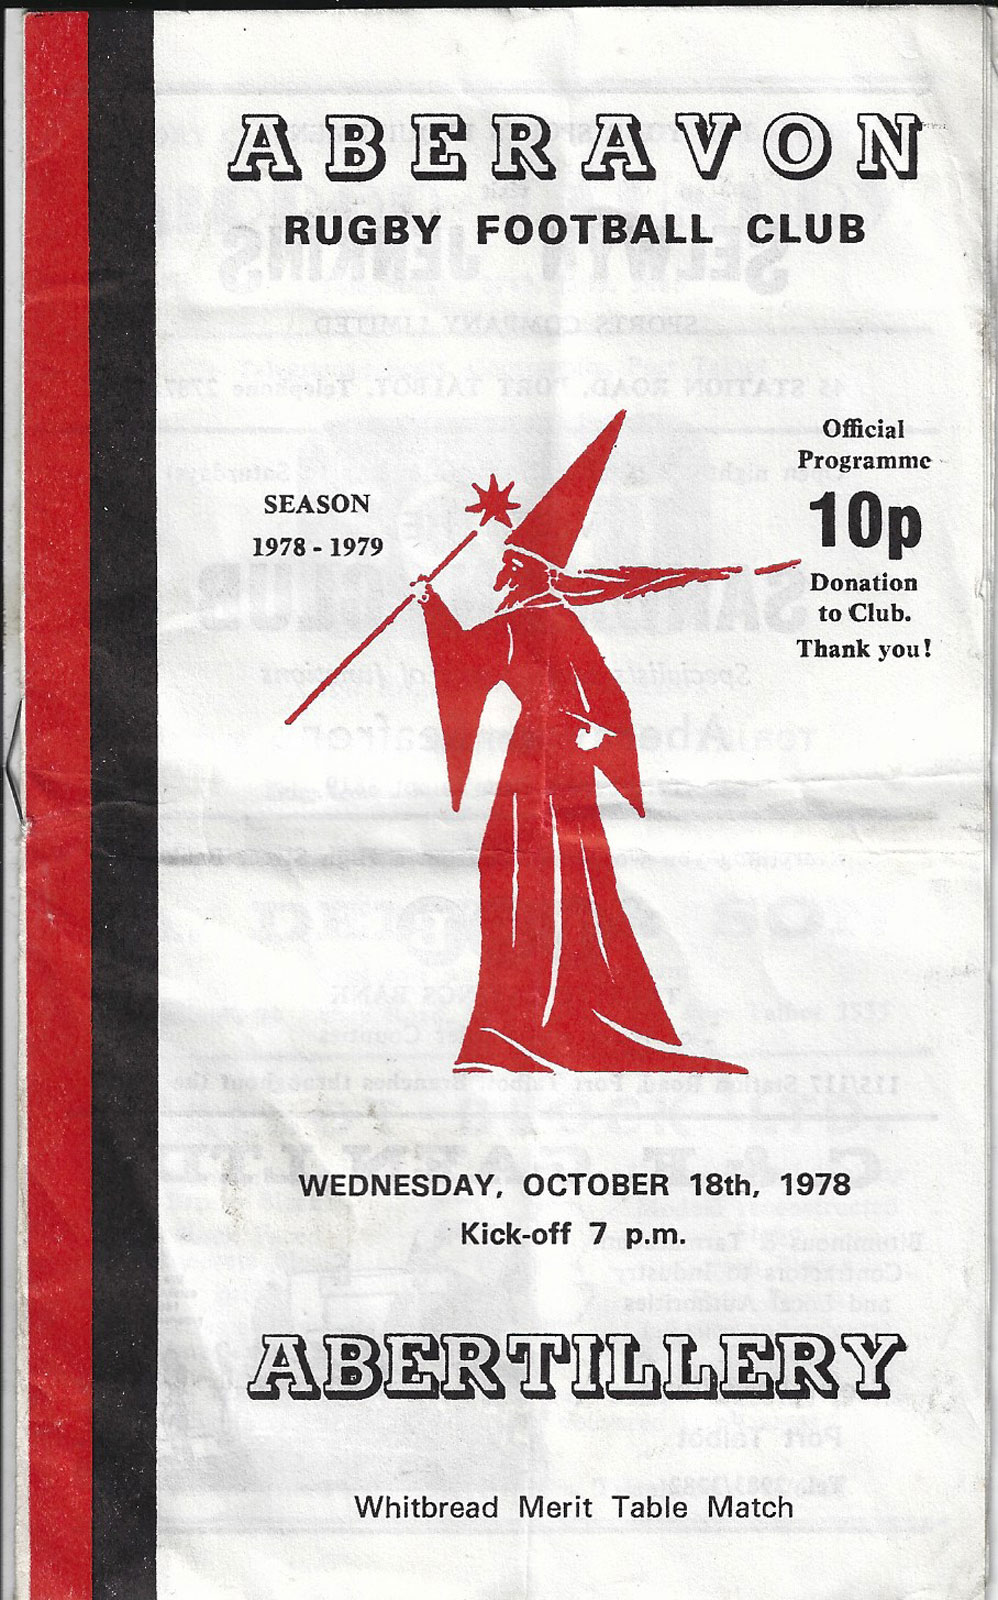 ABERAVON
RUGBY FOOTBALL CLUB
Official
Programme
10p
Donation
to Club.
Thank you!
SEASON
1978 - 1979
WEDNESDAY, OCTOBER 18th, 1978
Kick-off 7 p.m.
ABERTILLERY
Whitbread Merit Table Match